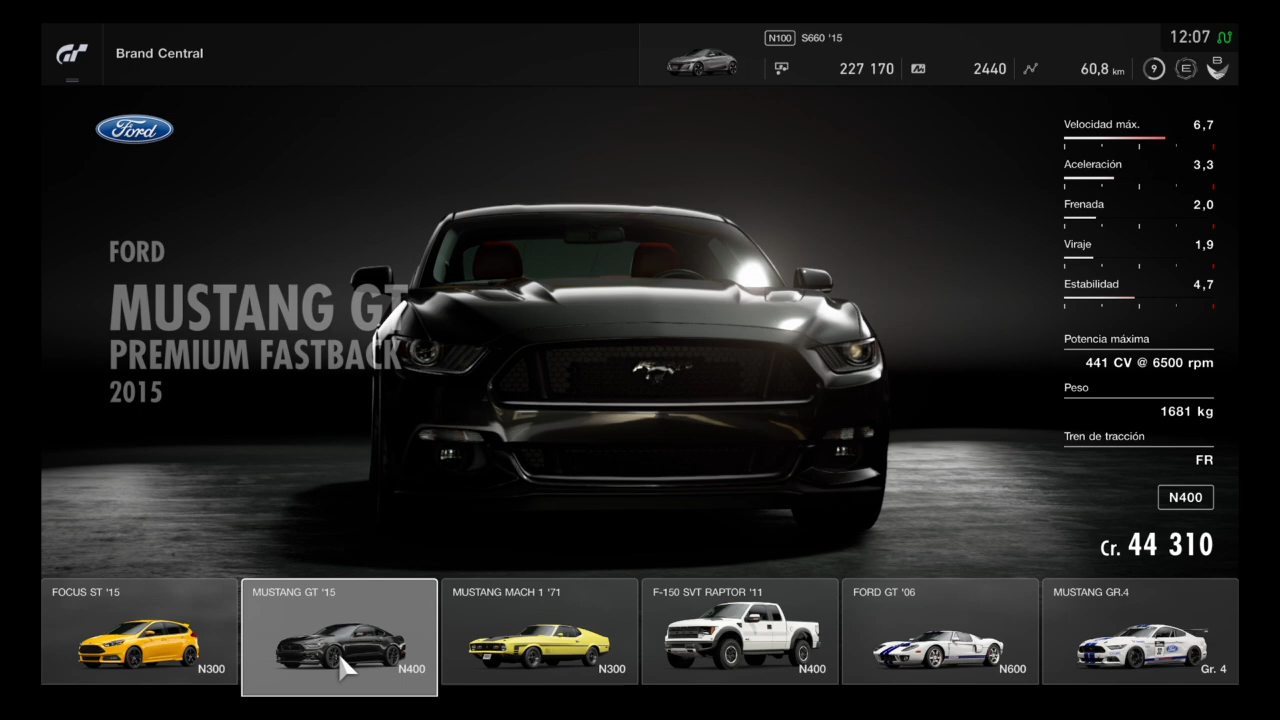 GT
Brand Central
N100 S660 '15
12:07
227 170
2440
60,8 km
9
E
B
Ford
Velocidad máx. 6,7
Aceleración 3,3
Frenada 2,0
Viraje 1,9
Estabilidad 4,7
Potencia máxima
441 CV @ 6500 rpm
Peso
1681 kg
Tren de tracción
FR
N400
Cr. 44 310
FORD
MUSTANG GT
PREMIUM FASTBACK
2015
FOCUS ST '15
N300
MUSTANG GT '15
N400
MUSTANG MACH 1 '71
N300
F-150 SVT RAPTOR '11
N400
FORD GT '06
N600
MUSTANG GR.4
Gr. 4